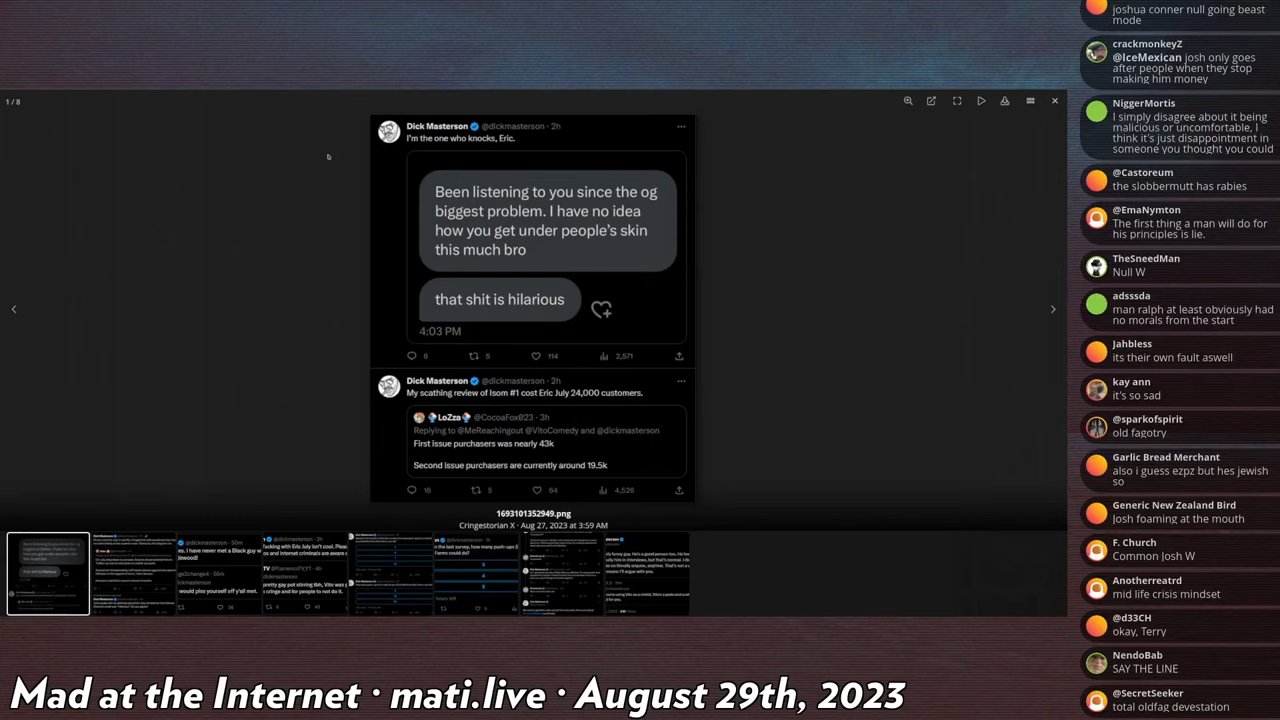 1 / 8
Dick Masterson @dickmasterson · 2h
I'm the one who knocks, Eric.
Been listening to you since the og
biggest problem. I have no idea
how you get under people's skin
this much bro
that shit is hilarious
4:03 PM
6 5 114 2,571
Dick Masterson @dickmasterson · 2h
My scathing review of Isom #1 cost Eric July 24,000 customers.
LoZza @CocoaFox023 · 3h
Replying to @MeReachingout @VitoComedy and @dickmasterson
First issue purchasers was nearly 43k
Second issue purchasers are currently around 19.5k
16 5 64 4,526
1693101352949.png
Cringestorian X · Aug 27, 2023 at 3:59 AM
joshua conner null going beast
mode
crackmonkeyZ
@IceMexican josh only goes
after people when they stop
making him money
NiggerMortis
I simply disagree about it being
malicious or uncomfortable, I
think it's just disappointment in
someone you thought you could
@Castoreum
the slobbermutt has rabies
@EmaNymton
The first thing a man will do for
his principles is lie.
TheSneedMan
Null W
adsssda
man ralph at least obviously had
no morals from the start
Jahbless
Its their own fault aswell
kay ann
it's so sad
@sparkofspirit
old fagotry
Garlic Bread Merchant
also i guess ezpz but hes jewish
so
Generic New Zealand Bird
Josh foaming at the mouth
F. Church
Common Josh W
Anotherreatrd
mid life crisis mindset
@d33CH
okay, Terry
NendoBab
SAY THE LINE
@SecretSeeker
total oldfag devestation
Mad at the Internet · mati.live · August 29th, 2023